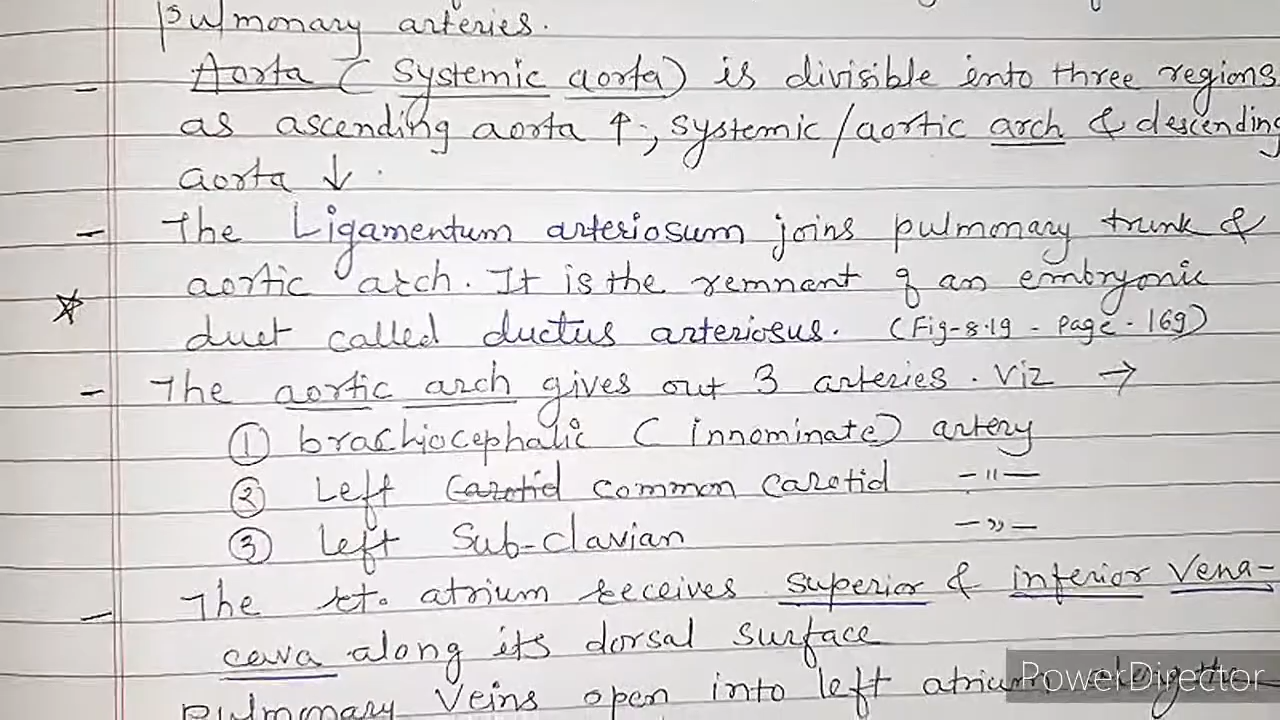 pulmonary arteries.
- Aorta ( systemic aorta) is divisible into three regions
as ascending aorta ↑, systemic/aortic arch & descending
aorta ↓.
- The Ligamentum arteriosum joins pulmonary trunk &
aortic arch. It is the remnant of an embryonic
☆ duct called ductus arteriosus. (Fig-8.19 - Page - 169)
- The aortic arch gives out 3 arteries. Viz →
① brachiocephalic ( innominate) artery
② Left common carotid -"-
③ left Sub-clavian -"-
- The rt. atrium receives superior & inferior Vena-
cava along its dorsal surface
Pulmonary Veins open into left atrium along the
PowerDirector